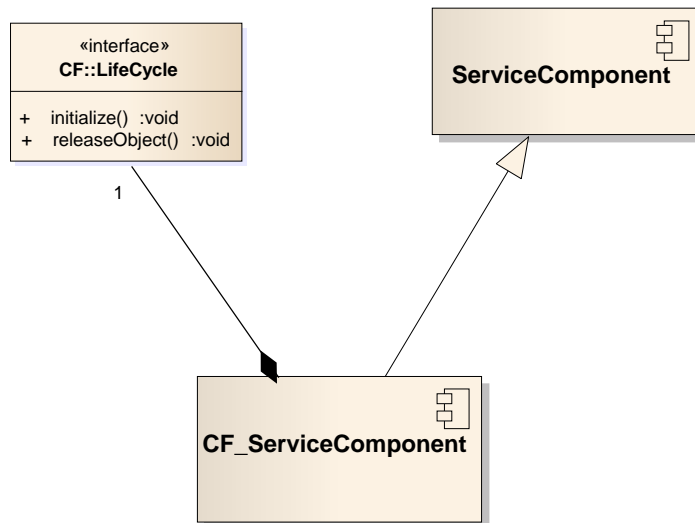 «interface»
CF::LifeCycle
+ initialize() :void
+ releaseObject() :void
ServiceComponent
1
CF_ServiceComponent